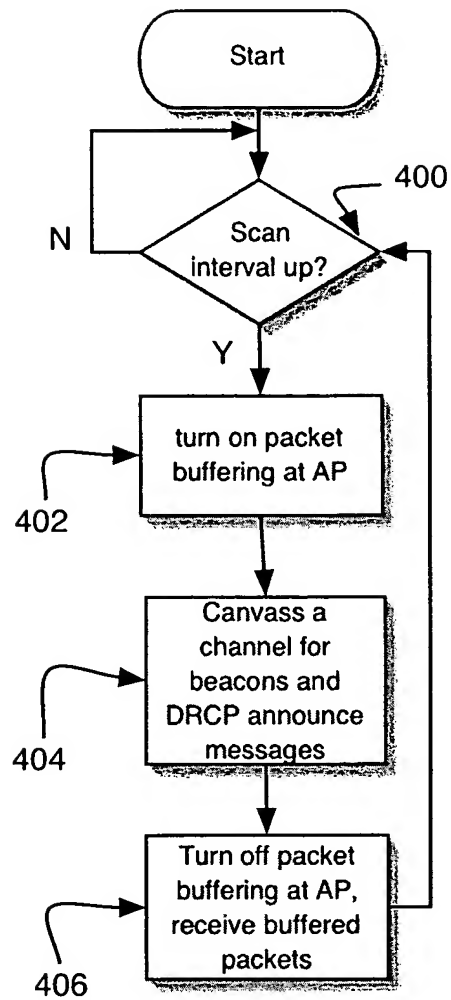 Start
400
N
Scan
interval up?
Y
turn on packet
buffering at AP
402
Canvass a
channel for
beacons and
DRCP announce
messages
404
Turn off packet
buffering at AP,
receive buffered
packets
406